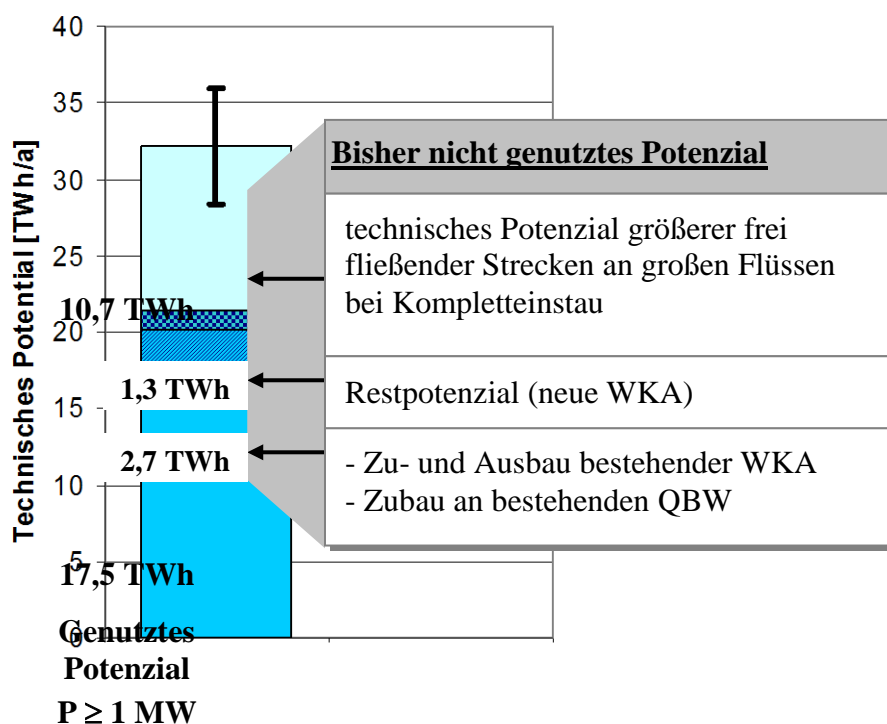 Technisches Potential [TWh/a]
40
35
30
25
20
15
10
5
0
Bisher nicht genutztes Potenzial
technisches Potenzial größerer frei
fließender Strecken an großen Flüssen
bei Kompletteinstau
10,7 TWh
1,3 TWh
Restpotenzial (neue WKA)
2,7 TWh
- Zu- und Ausbau bestehender WKA
- Zubau an bestehenden QBW
17,5 TWh
Genutztes
Potenzial
P ≥ 1 MW